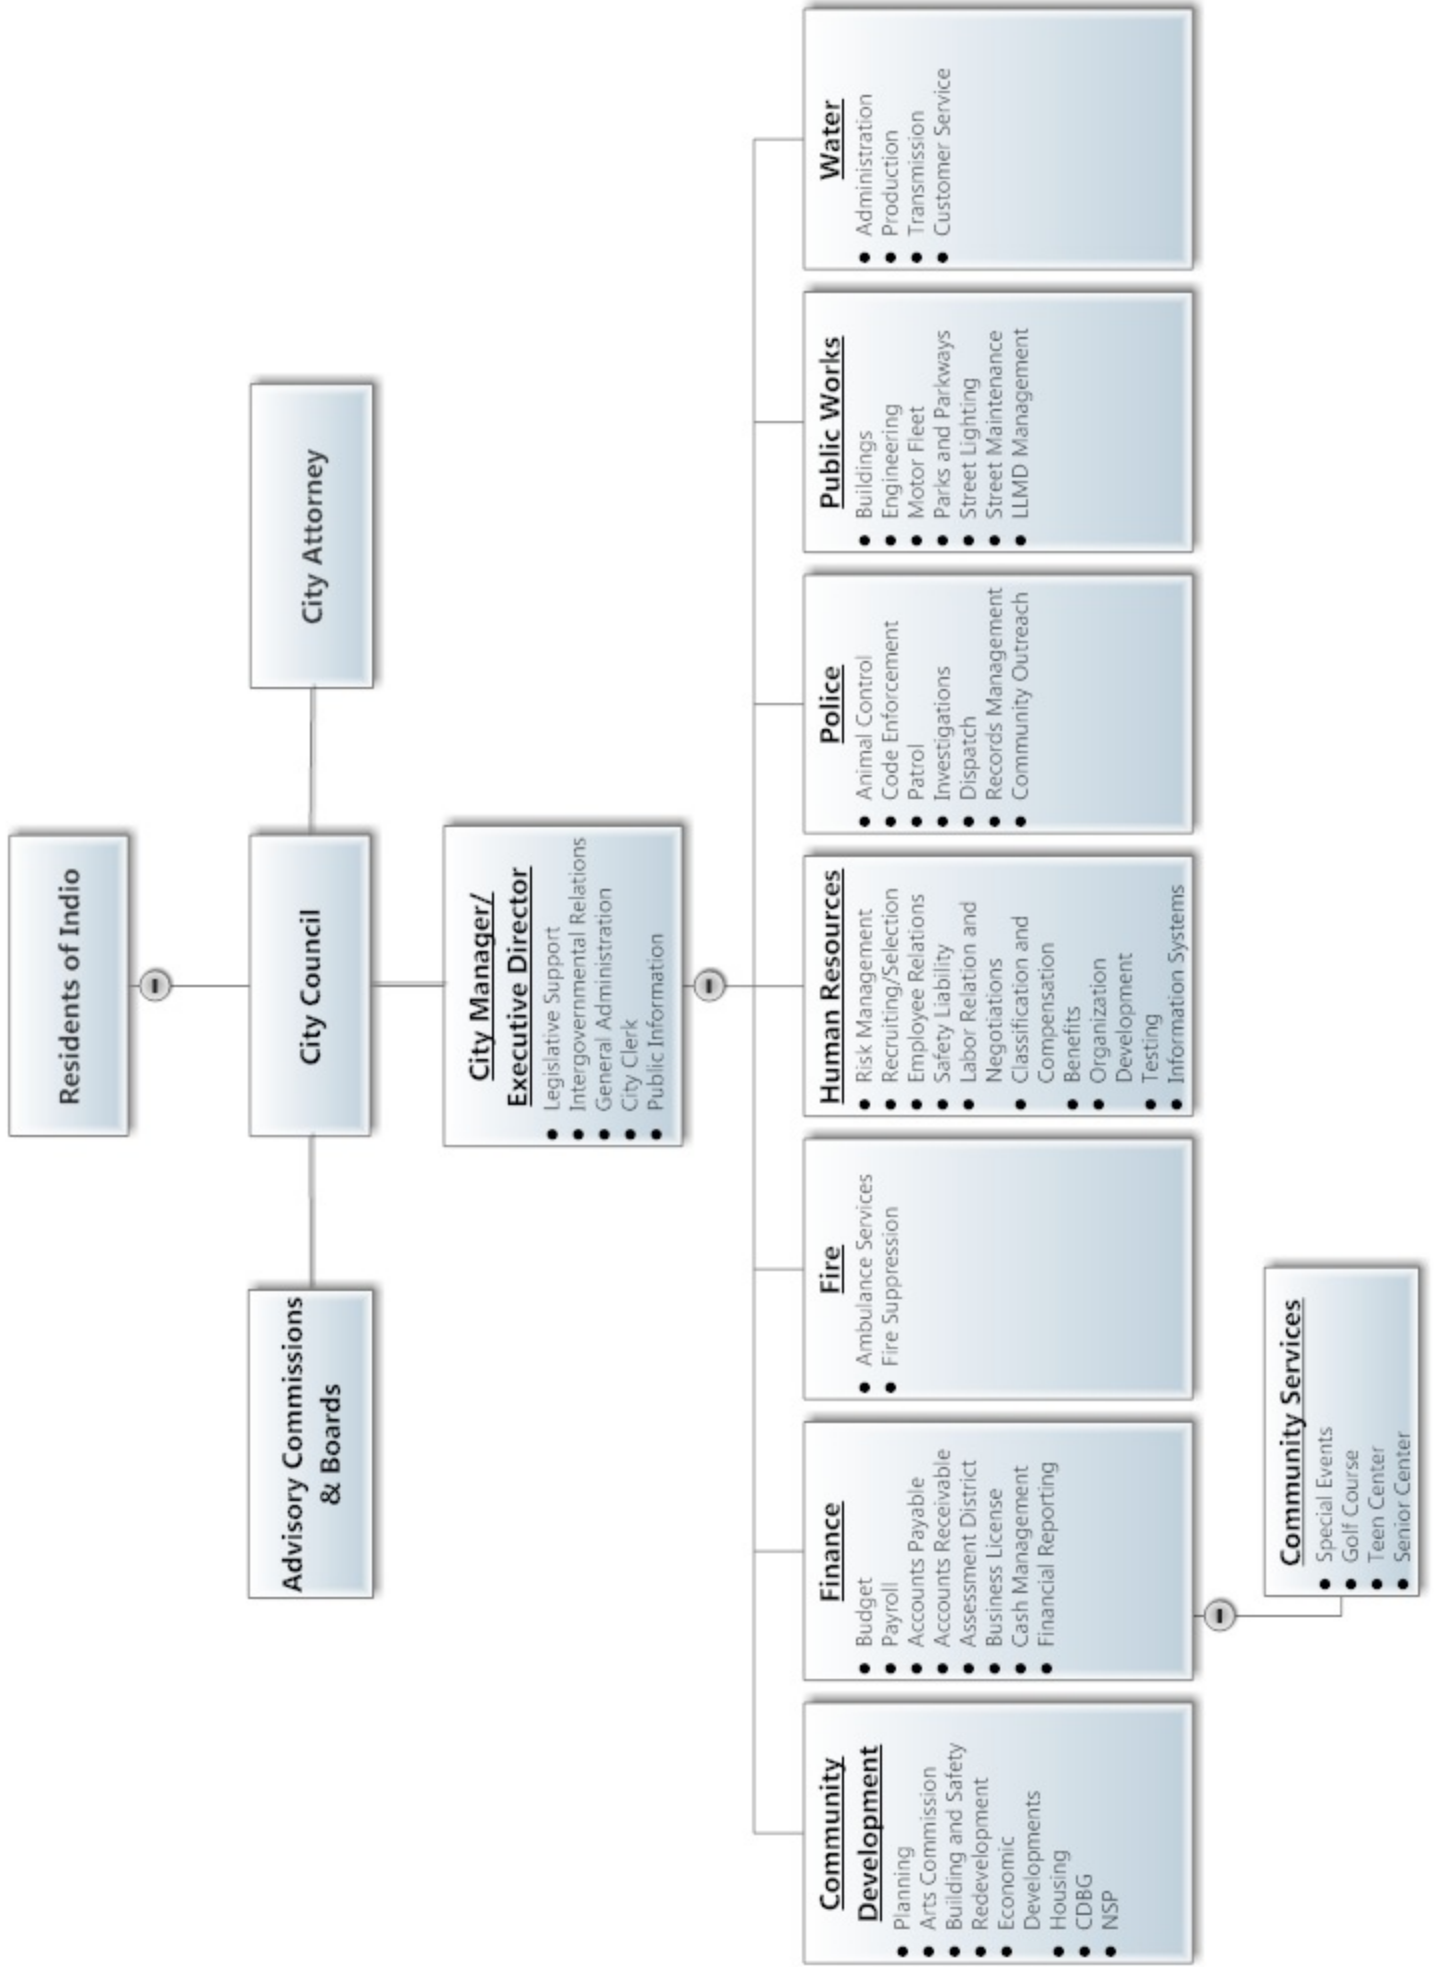 Residents of Indio
Advisory Commissions
& Boards
City Council
City Attorney
City Manager/
Executive Director
● Legislative Support
● Intergovernmental Relations
● General Administration
● City Clerk
● Public Information
Community
Development
● Planning
● Arts Commission
● Building and Safety
● Redevelopment
● Economic
Developments
● Housing
● CDBG
● NSP
Finance
● Budget
● Payroll
● Accounts Payable
● Accounts Receivable
● Assessment District
● Business License
● Cash Management
● Financial Reporting
Fire
● Ambulance Services
● Fire Suppression
Human Resources
● Risk Management
● Recruiting/Selection
● Employee Relations
● Safety Liability
● Labor Relation and
Negotiations
● Classification and
Compensation
● Benefits
● Organization
Development
● Testing
● Information Systems
Police
● Animal Control
● Code Enforcement
● Patrol
● Investigations
● Dispatch
● Records Management
● Community Outreach
Public Works
● Buildings
● Engineering
● Motor Fleet
● Parks and Parkways
● Street Lighting
● Street Maintenance
● LLMD Management
Water
● Administration
● Production
● Transmission
● Customer Service
Community Services
● Special Events
● Golf Course
● Teen Center
● Senior Center